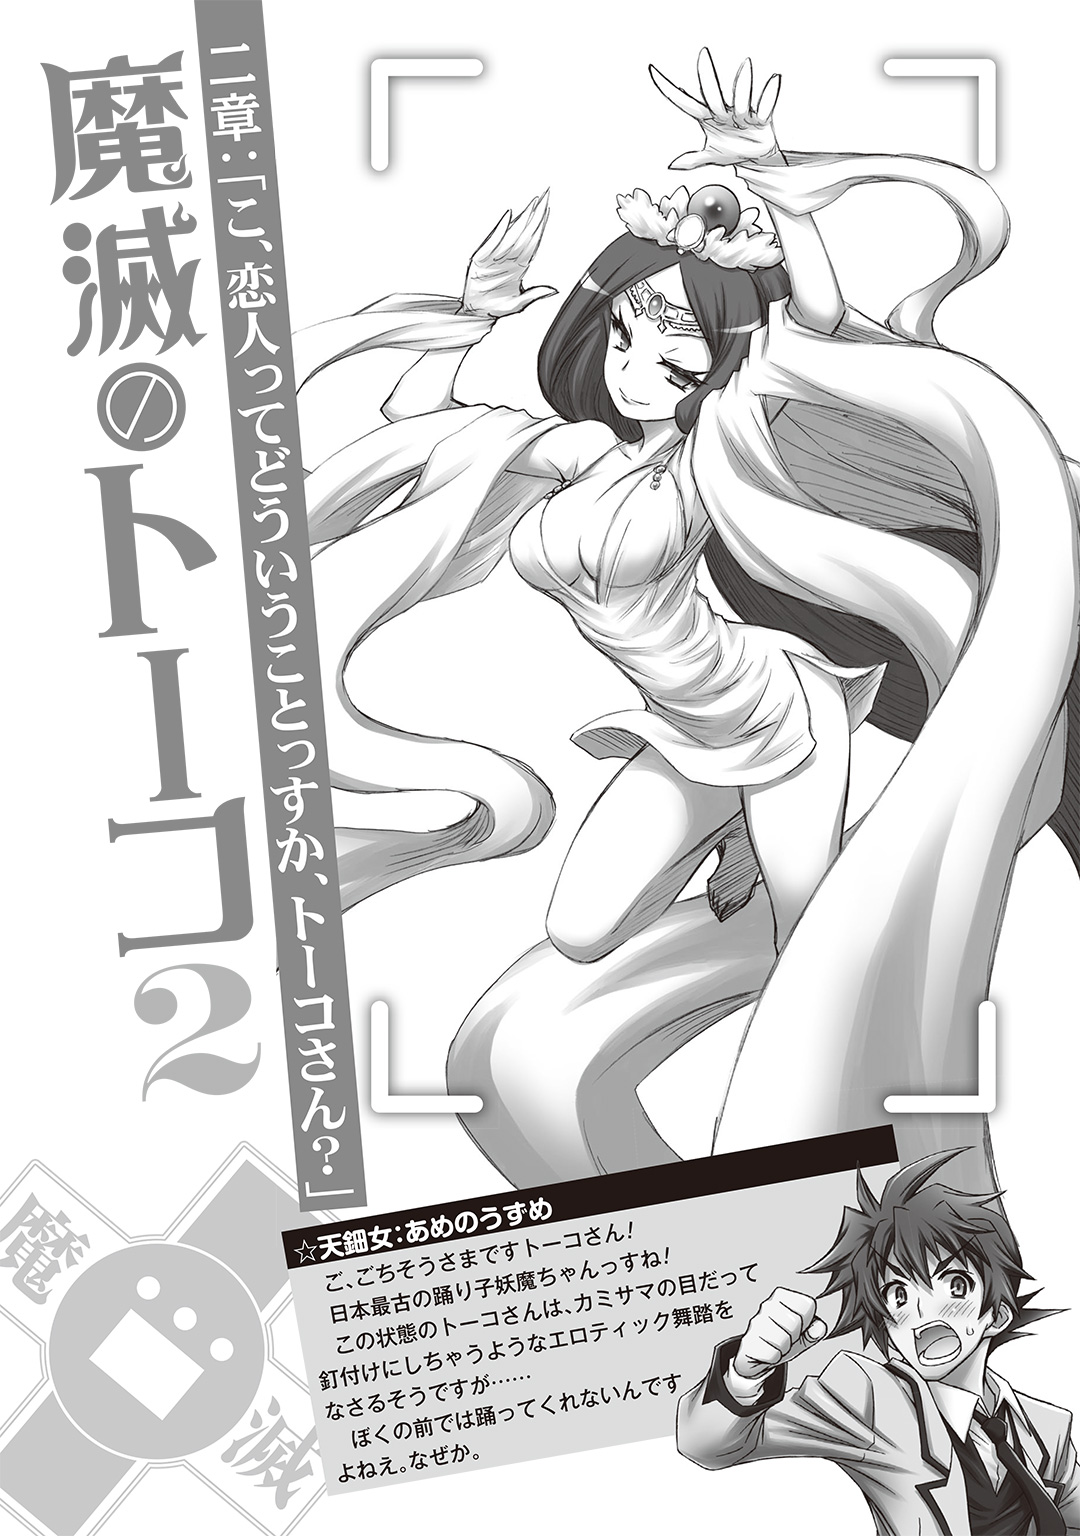 魔滅のトーコ2
二章：「こ、恋人ってどういうことっすか、トーコさん？」
☆天鈿女：あめのうずめ
ご、ごちそうさまですトーコさん！
日本最古の踊り子妖魔ちゃんっすね！
この状態のトーコさんは、カミサマの目だって
釘付けにしちゃうようなエロティック舞踏を
なさるそうですが……
ぼくの前では踊ってくれないんです
よねえ。なぜか。
魔
滅